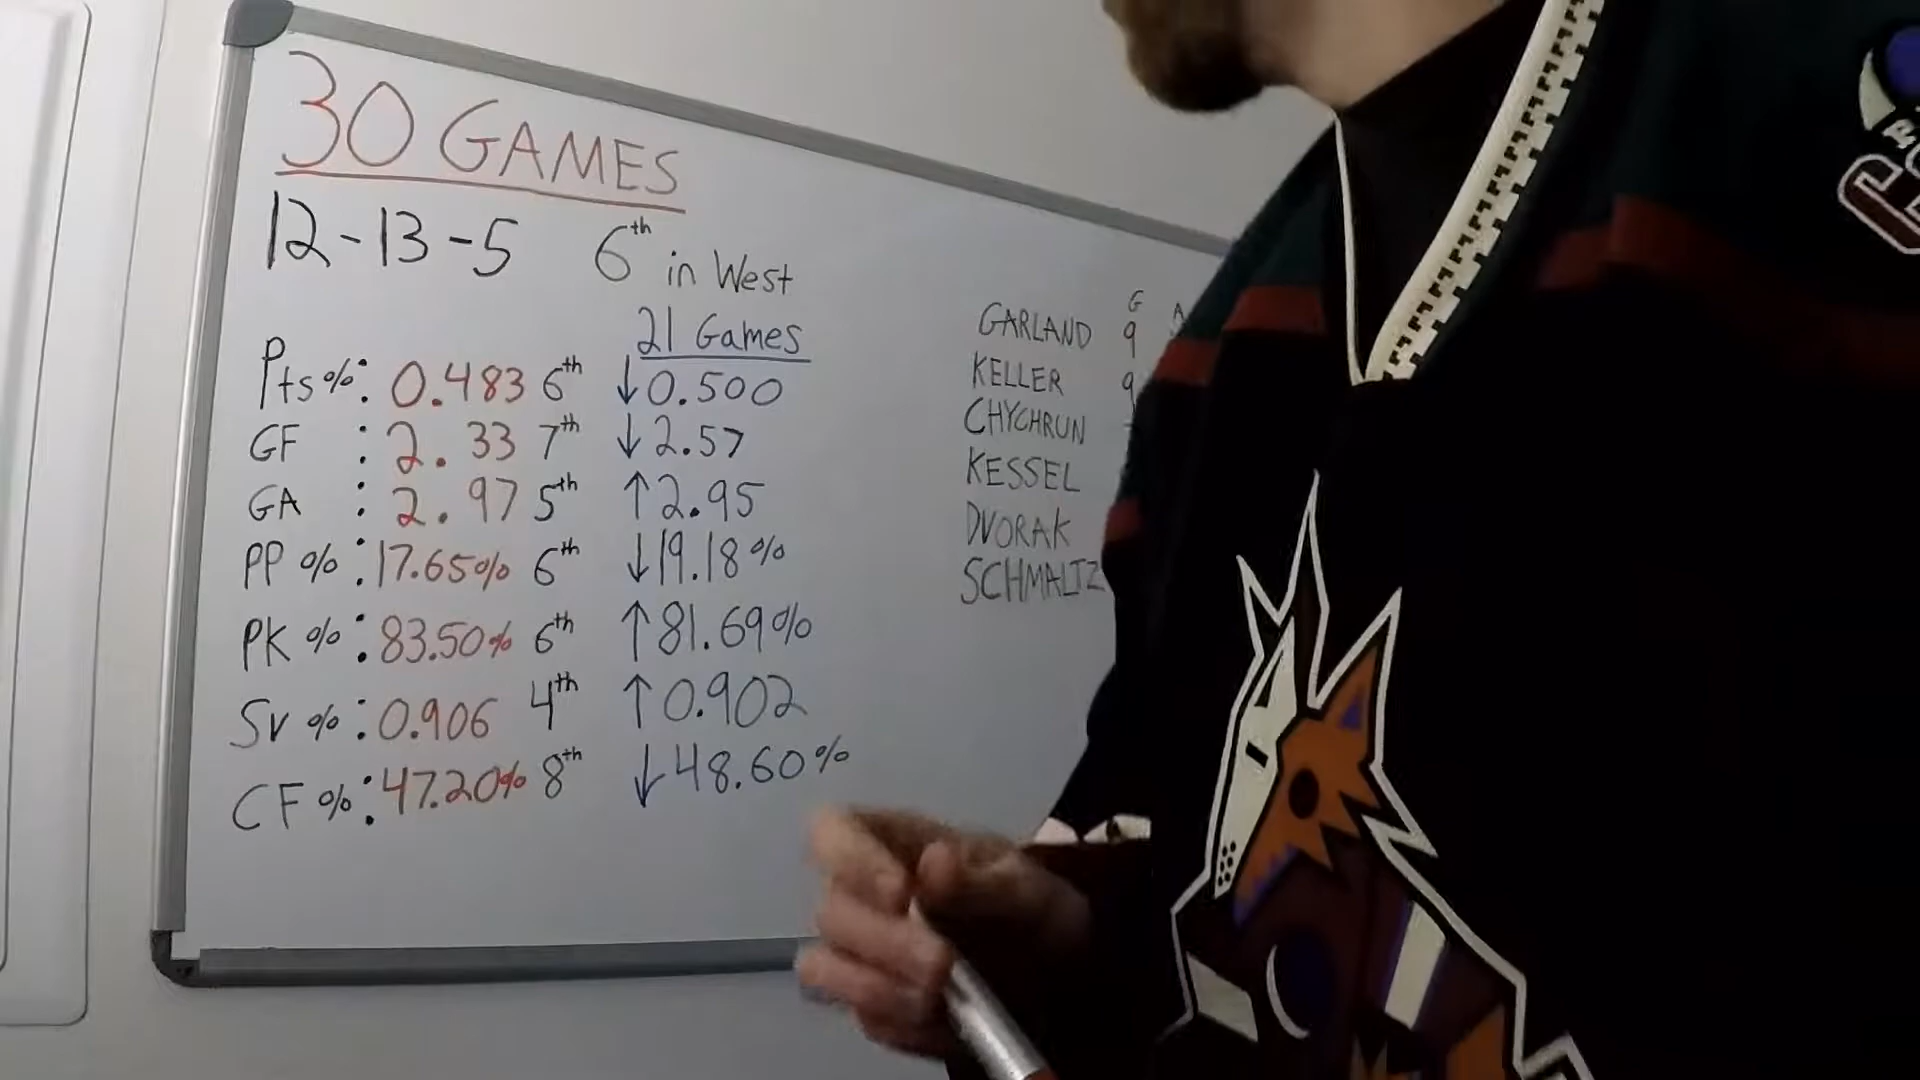 30 GAMES
12-13-5 6th in West
21 Games
Pts%: 0.483 6th ↓0.500
GF : 2.33 7th ↓2.57
GA : 2.97 5th ↑2.95
PP %: 17.65% 6th ↓19.18%
PK %: 83.50% 6th ↑81.69%
Sv %: 0.906 4th ↑0.902
CF %: 47.20% 8th ↓48.60%
G A
GARLAND 9
KELLER 9
CHYCHRUN
KESSEL
DVORAK
SCHMALTZ